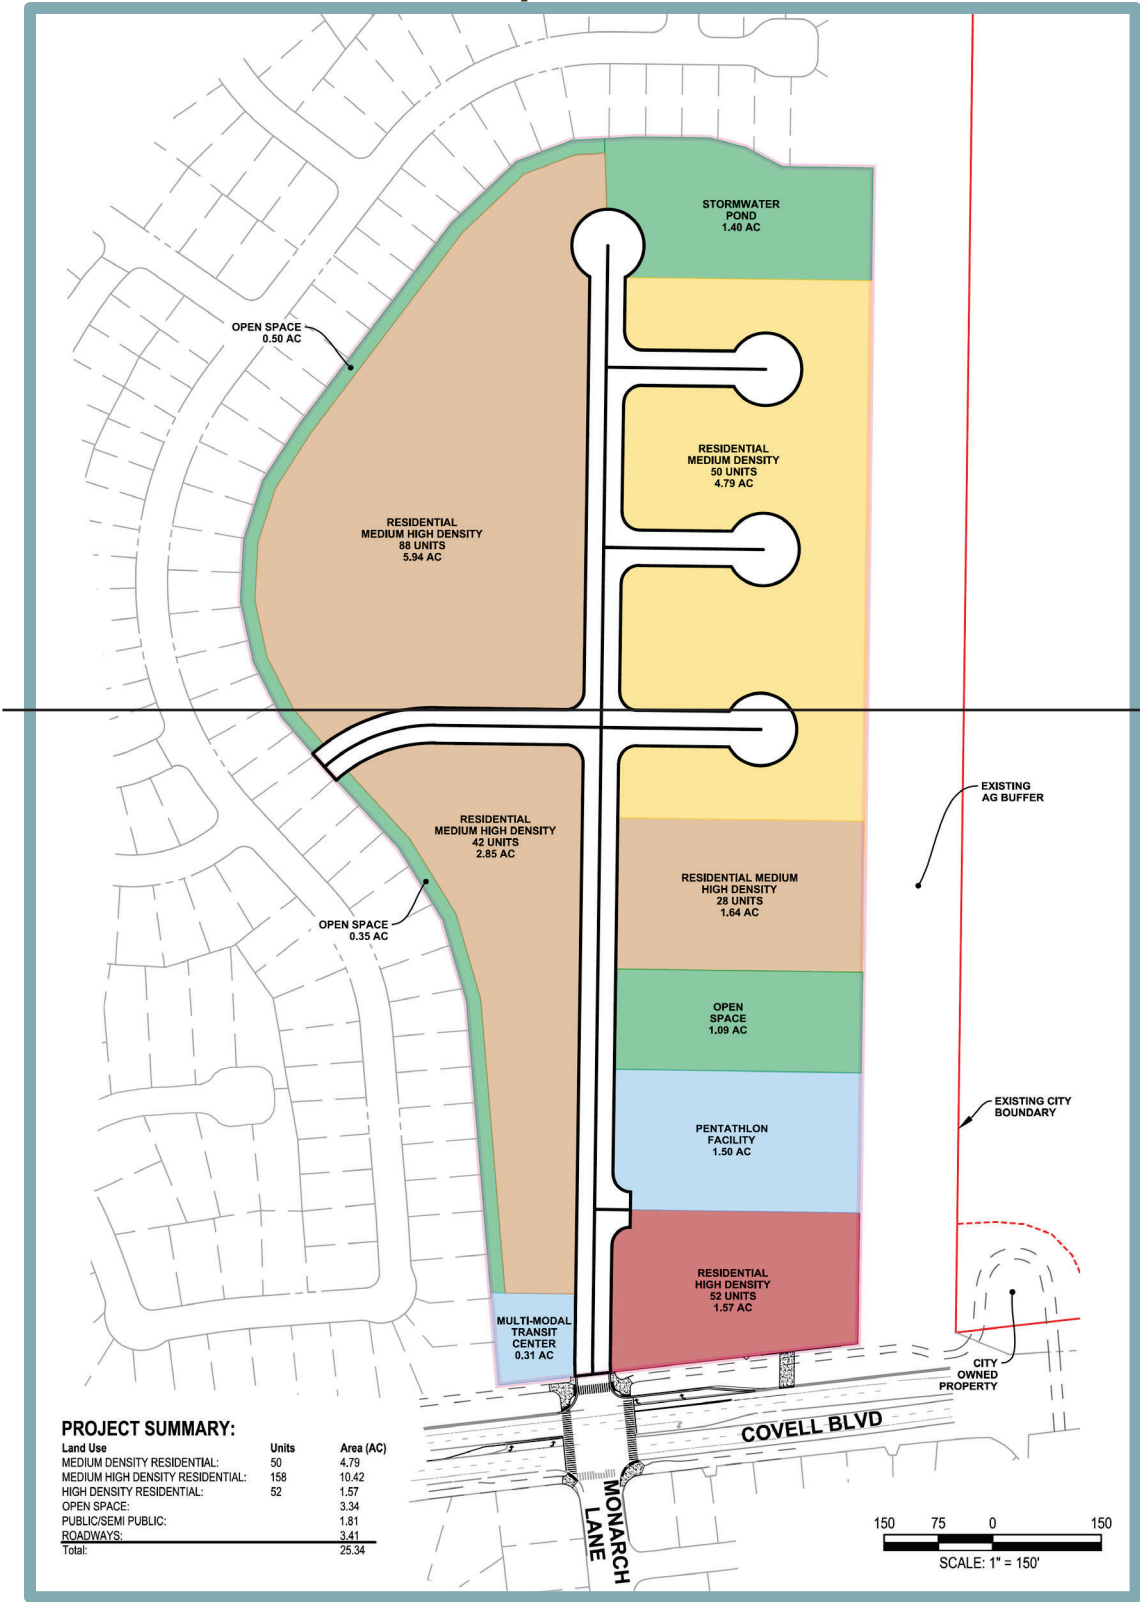 STORMWATER
POND
1.40 AC
OPEN SPACE
0.50 AC
RESIDENTIAL
MEDIUM DENSITY
50 UNITS
4.79 AC
RESIDENTIAL
MEDIUM HIGH DENSITY
88 UNITS
5.94 AC
EXISTING
AG BUFFER
RESIDENTIAL
MEDIUM HIGH DENSITY
42 UNITS
2.85 AC
RESIDENTIAL MEDIUM
HIGH DENSITY
28 UNITS
1.64 AC
OPEN SPACE
0.35 AC
OPEN
SPACE
1.09 AC
EXISTING CITY
BOUNDARY
PENTATHLON
FACILITY
1.50 AC
RESIDENTIAL
HIGH DENSITY
52 UNITS
1.57 AC
MULTI-MODAL
TRANSIT
CENTER
0.31 AC
CITY
OWNED
PROPERTY
COVELL BLVD
MONARCH
LANE
PROJECT SUMMARY:
Land Use Units Area (AC)
MEDIUM DENSITY RESIDENTIAL: 50 4.79
MEDIUM HIGH DENSITY RESIDENTIAL: 158 10.42
HIGH DENSITY RESIDENTIAL: 52 1.57
OPEN SPACE: 3.34
PUBLIC/SEMI PUBLIC: 1.81
ROADWAYS: 3.41
Total: 25.34
150 75 0 150
SCALE: 1" = 150'